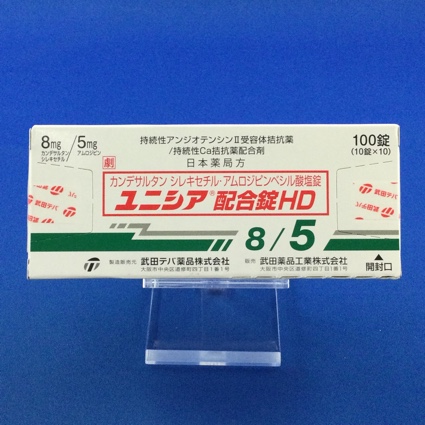 8mg/5mg
カンデサルタン シレキセチル アムロジピン
持続性アンジオテンシンⅡ受容体拮抗薬
/持続性Ca拮抗薬配合剤
100錠
(10錠×10)
劇
日本薬局方
カンデサルタン シレキセチル・アムロジピンベシル酸塩錠
ユニシア®配合錠HD
8/5
武田テバ
製造販売元 武田テバ薬品株式会社
大阪市中央区道修町四丁目1番1号
販売 武田薬品工業株式会社
大阪市中央区道修町四丁目1番1号
▲
開封口